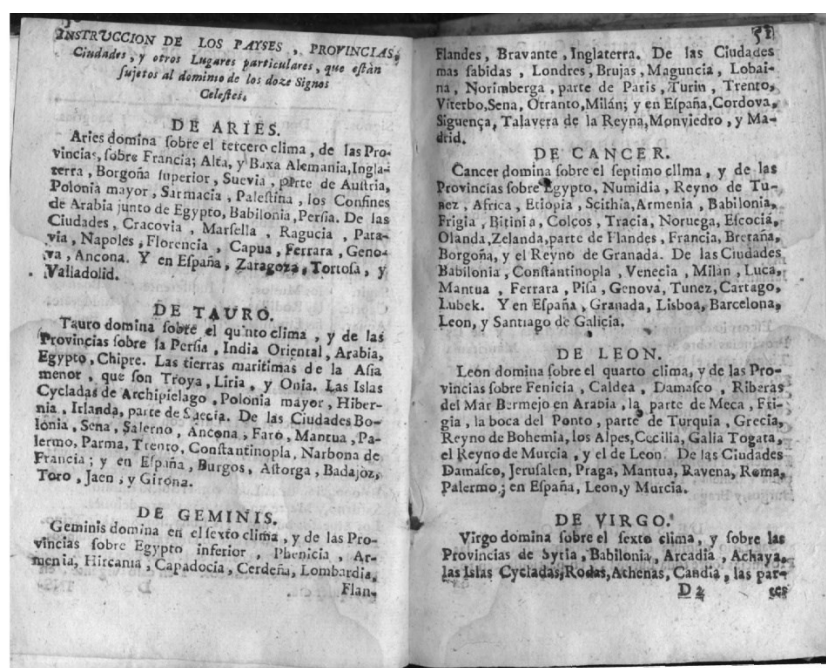 INSTRUCCION DE LOS PAYSES, PROVINCIAS,
Ciudades, y otros Lugares particulares, que eſtàn
ſujetos al dominio de los doze Signos
Celeſtes.
DE ARIES.
Aries domina ſobre el tercero clima, de las Pro-
vincias, ſobre Francia; Alta, y Baxa Alemania, Ingla-
terra, Borgoña ſuperior, Suevia, parte de Auſtria,
Polonia mayor, Sarmacia, Paleſtina, los Confines
de Arabia junto de Egypto, Babilonia, Perſia. De las
Ciudades, Cracovia, Marſella, Ragucia, Pata-
via, Napoles, Florencia, Capua, Ferrara, Geno-
va, Ancona. Y en Eſpaña, Zaragoza, Tortoſa, y
Valladolid.
DE TAURO.
Tauro domina ſobre el quinto clima, y de las
Provincias ſobre la Perſia, India Oriental, Arabia,
Egypto, Chipre. Las tierras maritimas de la Aſia
menor, que ſon Troya, Liria, y Onia. Las Islas
Cycladas de Archipielago, Polonia mayor, Hiber-
nia, Irlanda, parte de Suecia. De las Ciudades Bo-
lonia, Sena, Salerno, Ancona, Faro, Mantua, Pa-
lermo, Parma, Trento, Conſtantinopla, Narbona de
Francia; y en Eſpaña, Burgos, Aſtorga, Badajoz,
Toro, Jaen, y Girona.
DE GEMINIS.
Geminis domina en el ſexto clima, y de las Pro-
vincias ſobre Egypto inferior, Phenicia, Ar-
menia, Hircania, Capadocia, Cerdeña, Lombardia,
Flan-
51
Flandes, Bravante, Inglaterra. De las Ciudades
mas ſabidas, Londres, Brujas, Maguncia, Lobai-
na, Norimberga, parte de Paris, Turin, Trento,
Viterbo, Sena, Otranto, Milán; y en Eſpaña, Cordova,
Siguença, Talavera de la Reyna, Monviedro, y Ma-
drid.
DE CANCER.
Cancer domina ſobre el ſeptimo clima, y de las
Provincias ſobre Egypto, Numidia, Reyno de Tu-
nez, Africa, Etiopia, Scithia, Armenia, Babilonia,
Frigia, Bitinia, Colços, Tracia, Noruega, Eſcocia,
Olanda, Zelanda, parte de Flandes, Francia, Bretaña,
Borgoña, y el Reyno de Granada. De las Ciudades
Babilonia, Conſtantinopla, Venecia, Milán, Luca,
Mantua, Ferrara, Piſa, Genova, Tunez, Cartago,
Lubek. Y en Eſpaña, Granada, Lisboa, Barcelona,
Leon, y Santiago de Galicia.
DE LEON.
Leon domina ſobre el quarto clima, y de las Pro-
vincias ſobre Fenicia, Caldea, Damaſco, Riberas
del Mar Bermejo en Arabia, la parte de Meca, Fri-
gia, la boca del Ponto, parte de Turquia, Grecia,
Reyno de Bohemia, los Alpes, Cecilia, Galia Togata,
el Reyno de Murcia, y el de Leon. De las Ciudades
Damaſco, Jeruſalen, Praga, Mantua, Ravena, Roma,
Palermo; en Eſpaña, Leon, y Murcia.
DE VIRGO.
Virgo domina ſobre el ſexto clima, y ſobre las
Provincias de Syria, Babilonia, Arcadia, Achaya,
las Islas Cycladas, Rodas, Athenas, Candia, las par-
D 2 tes